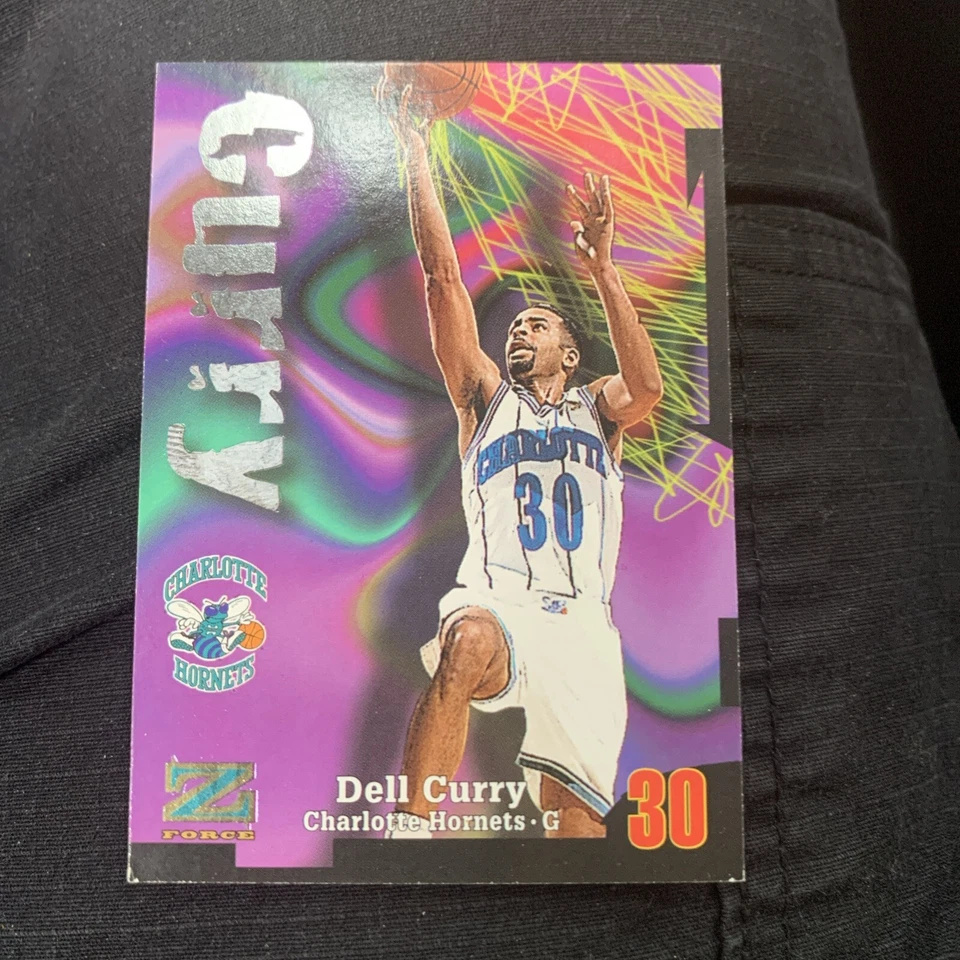 Curry
CHARLOTTE
30
CHARLOTTE
HORNETS
Z
FORCE
Dell Curry
Charlotte Hornets · G
30